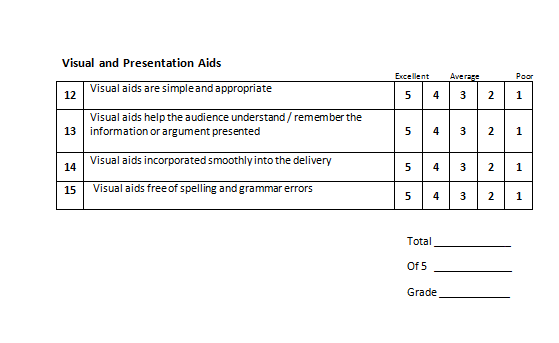 Visual and Presentation Aids
Excellent Average Poor
12 Visual aids are simple and appropriate 5 4 3 2 1
Visual aids help the audience understand / remember the
13 information or argument presented 5 4 3 2 1
14 Visual aids incorporated smoothly into the delivery 5 4 3 2 1
15 Visual aids free of spelling and grammar errors 5 4 3 2 1
Total
Of 5
Grade